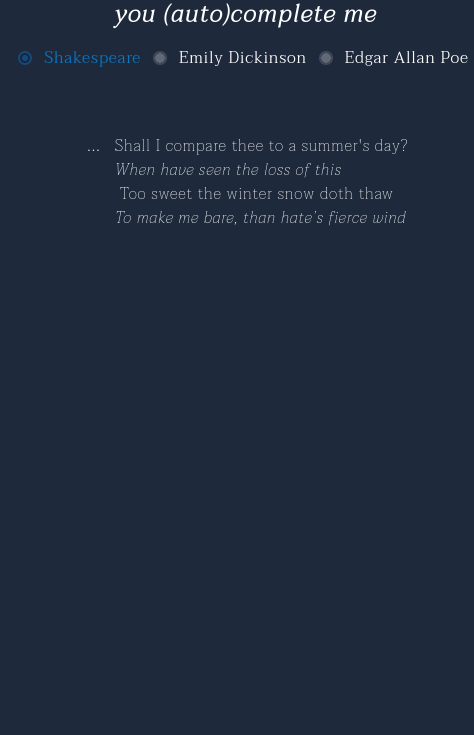 you (auto)complete me
Shakespeare Emily Dickinson Edgar Allan Poe
... Shall I compare thee to a summer's day?
When have seen the loss of this
Too sweet the winter snow doth thaw
To make me bare, than hate's fierce wind